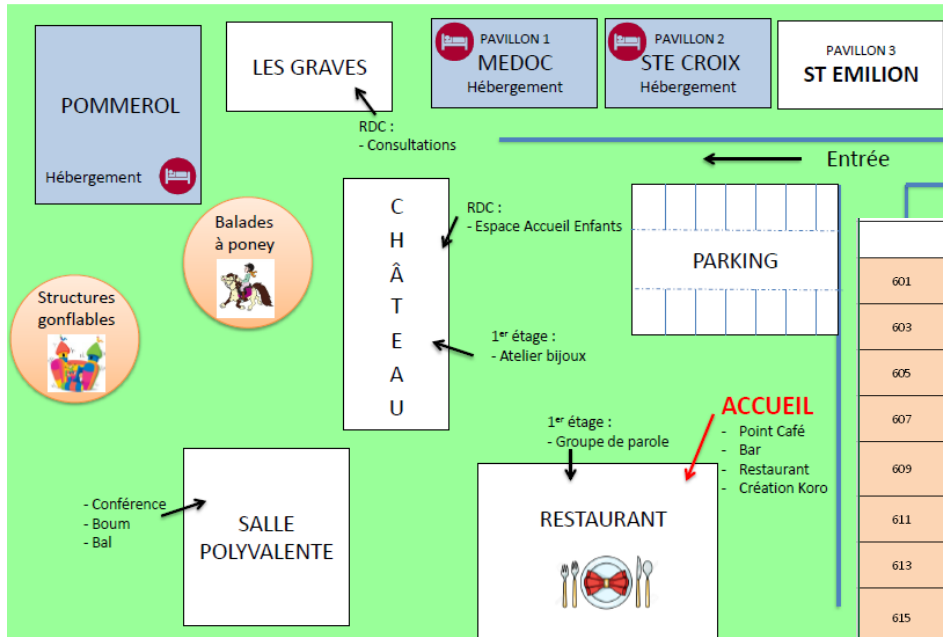 POMMEROL
Hébergement
LES GRAVES
RDC :
- Consultations
PAVILLON 1
MEDOC
Hébergement
PAVILLON 2
STE CROIX
Hébergement
PAVILLON 3
ST EMILION
Entrée
Balades
à poney
Structures
gonflables
CHÂTEAU
RDC :
- Espace Accueil Enfants
1er étage :
- Atelier bijoux
PARKING
ACCUEIL
- Point Café
- Bar
- Restaurant
- Création Koro
1er étage :
- Groupe de parole
RESTAURANT
- Conférence
- Boum
- Bal
SALLE
POLYVALENTE
601
603
605
607
609
611
613
615